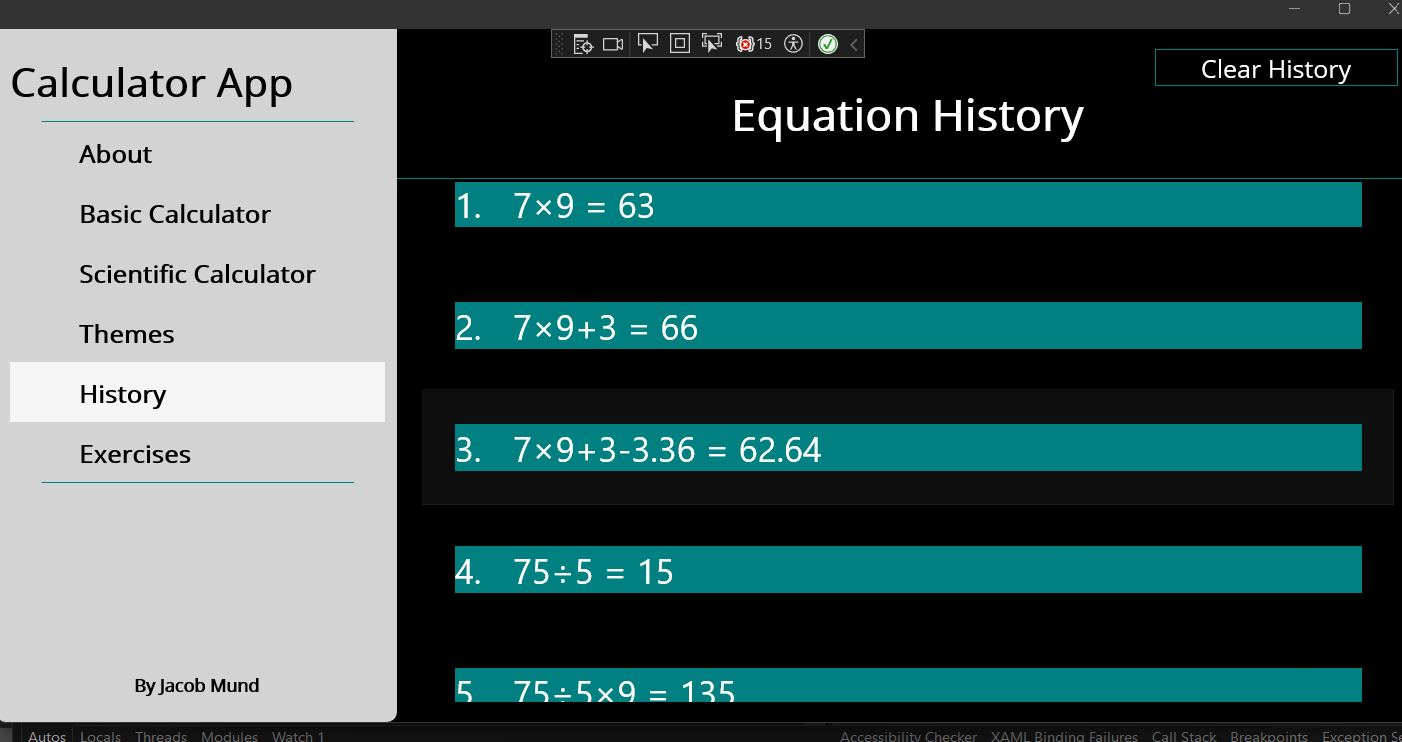 15
Calculator App
Clear History
Equation History
About
Basic Calculator
Scientific Calculator
Themes
History
Exercises
1. 7×9 = 63
2. 7×9+3 = 66
3. 7×9+3-3.36 = 62.64
4. 75÷5 = 15
5 75÷5×9 = 135
By Jacob Mund
Autos Locals Threads Modules Watch 1
Accessibility Checker XAML Binding Failures Call Stack Breakpoints Exception Se